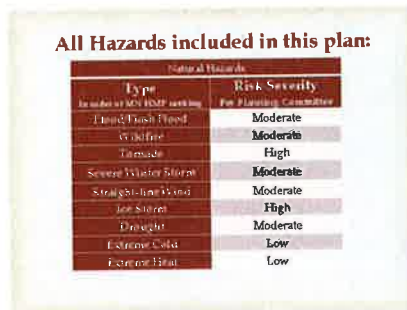 All Hazards included in this plan:
Natural Hazards
Type Risk Severity
In order of MN HMP ranking Per Planning Committee
Flood/Flash Flood Moderate
Wildfire Moderate
Tornado High
Severe Winter Storm Moderate
Straight-line Wind Moderate
Ice Storm High
Drought Moderate
Extreme Cold Low
Extreme Heat Low